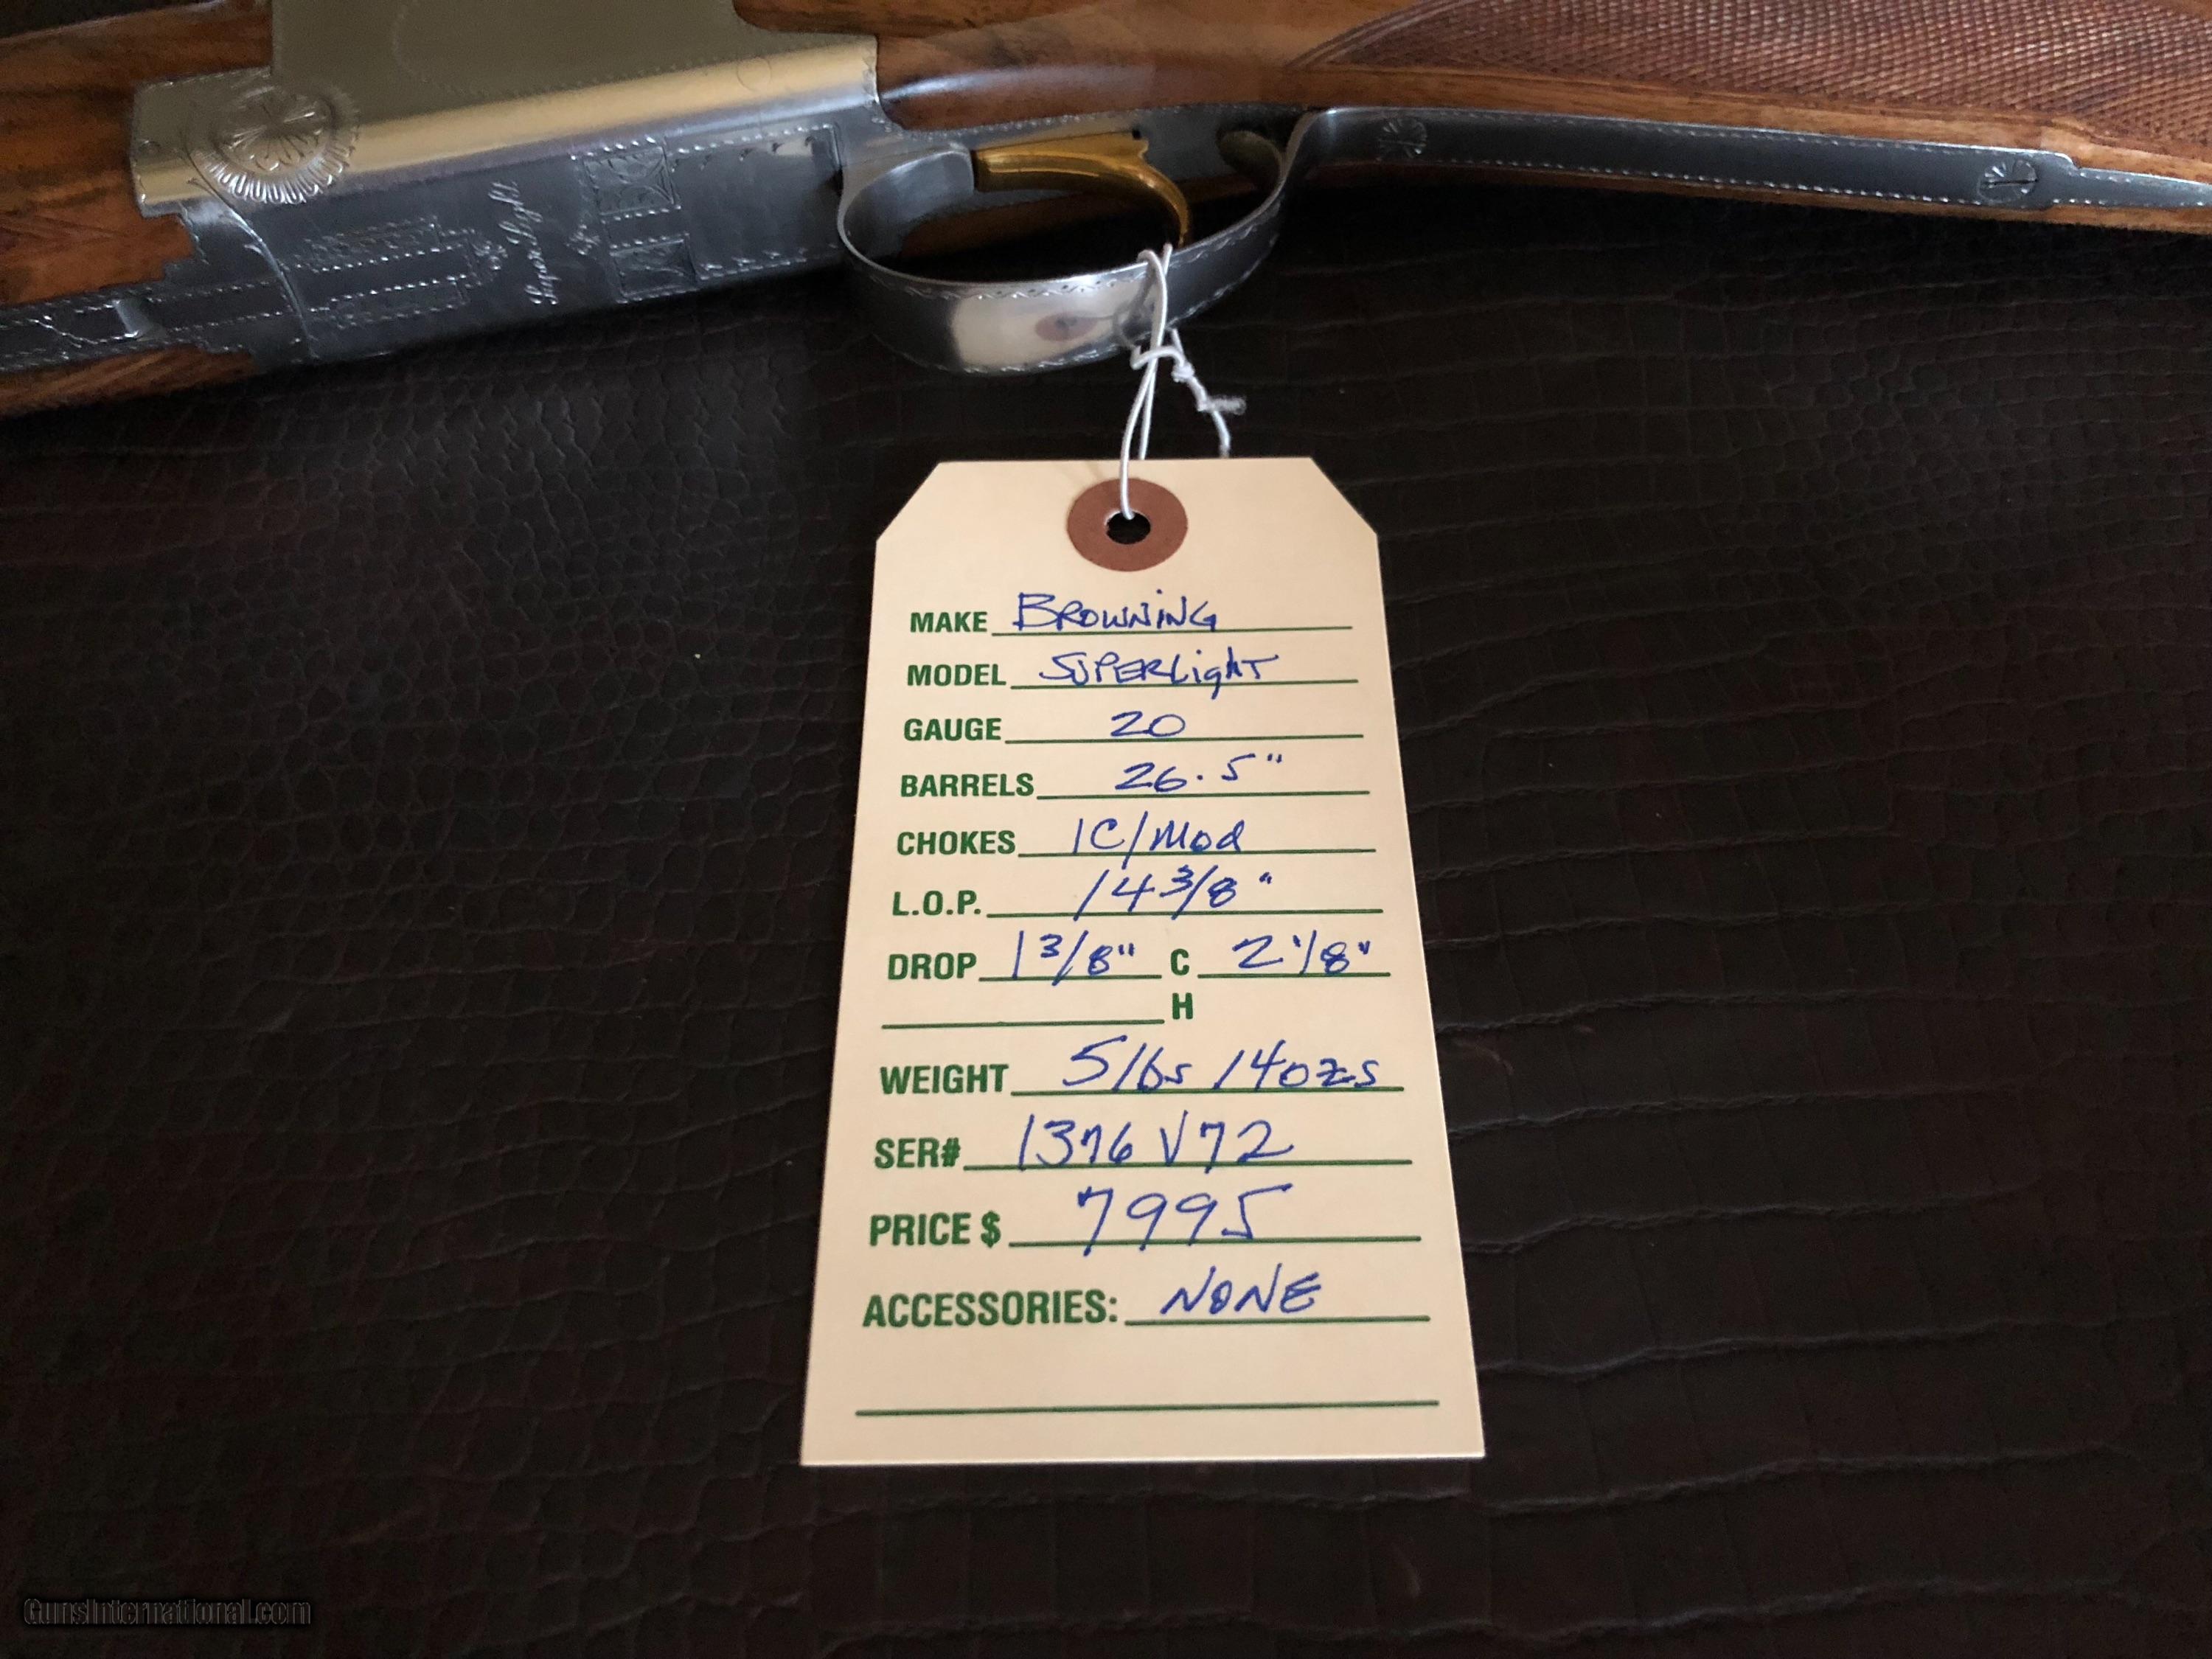 Superlight
MAKE BROWNING
MODEL SUPERLighT
GAUGE 20
BARRELS 26.5"
CHOKES IC/Mod
L.O.P. 14 3/8"
DROP 1 3/8" C 2 1/8"
H
WEIGHT 5 lbs 14 ozs
SER# 1376 V72
PRICE $ 7995
ACCESSORIES: NONE
GunsInternational.com